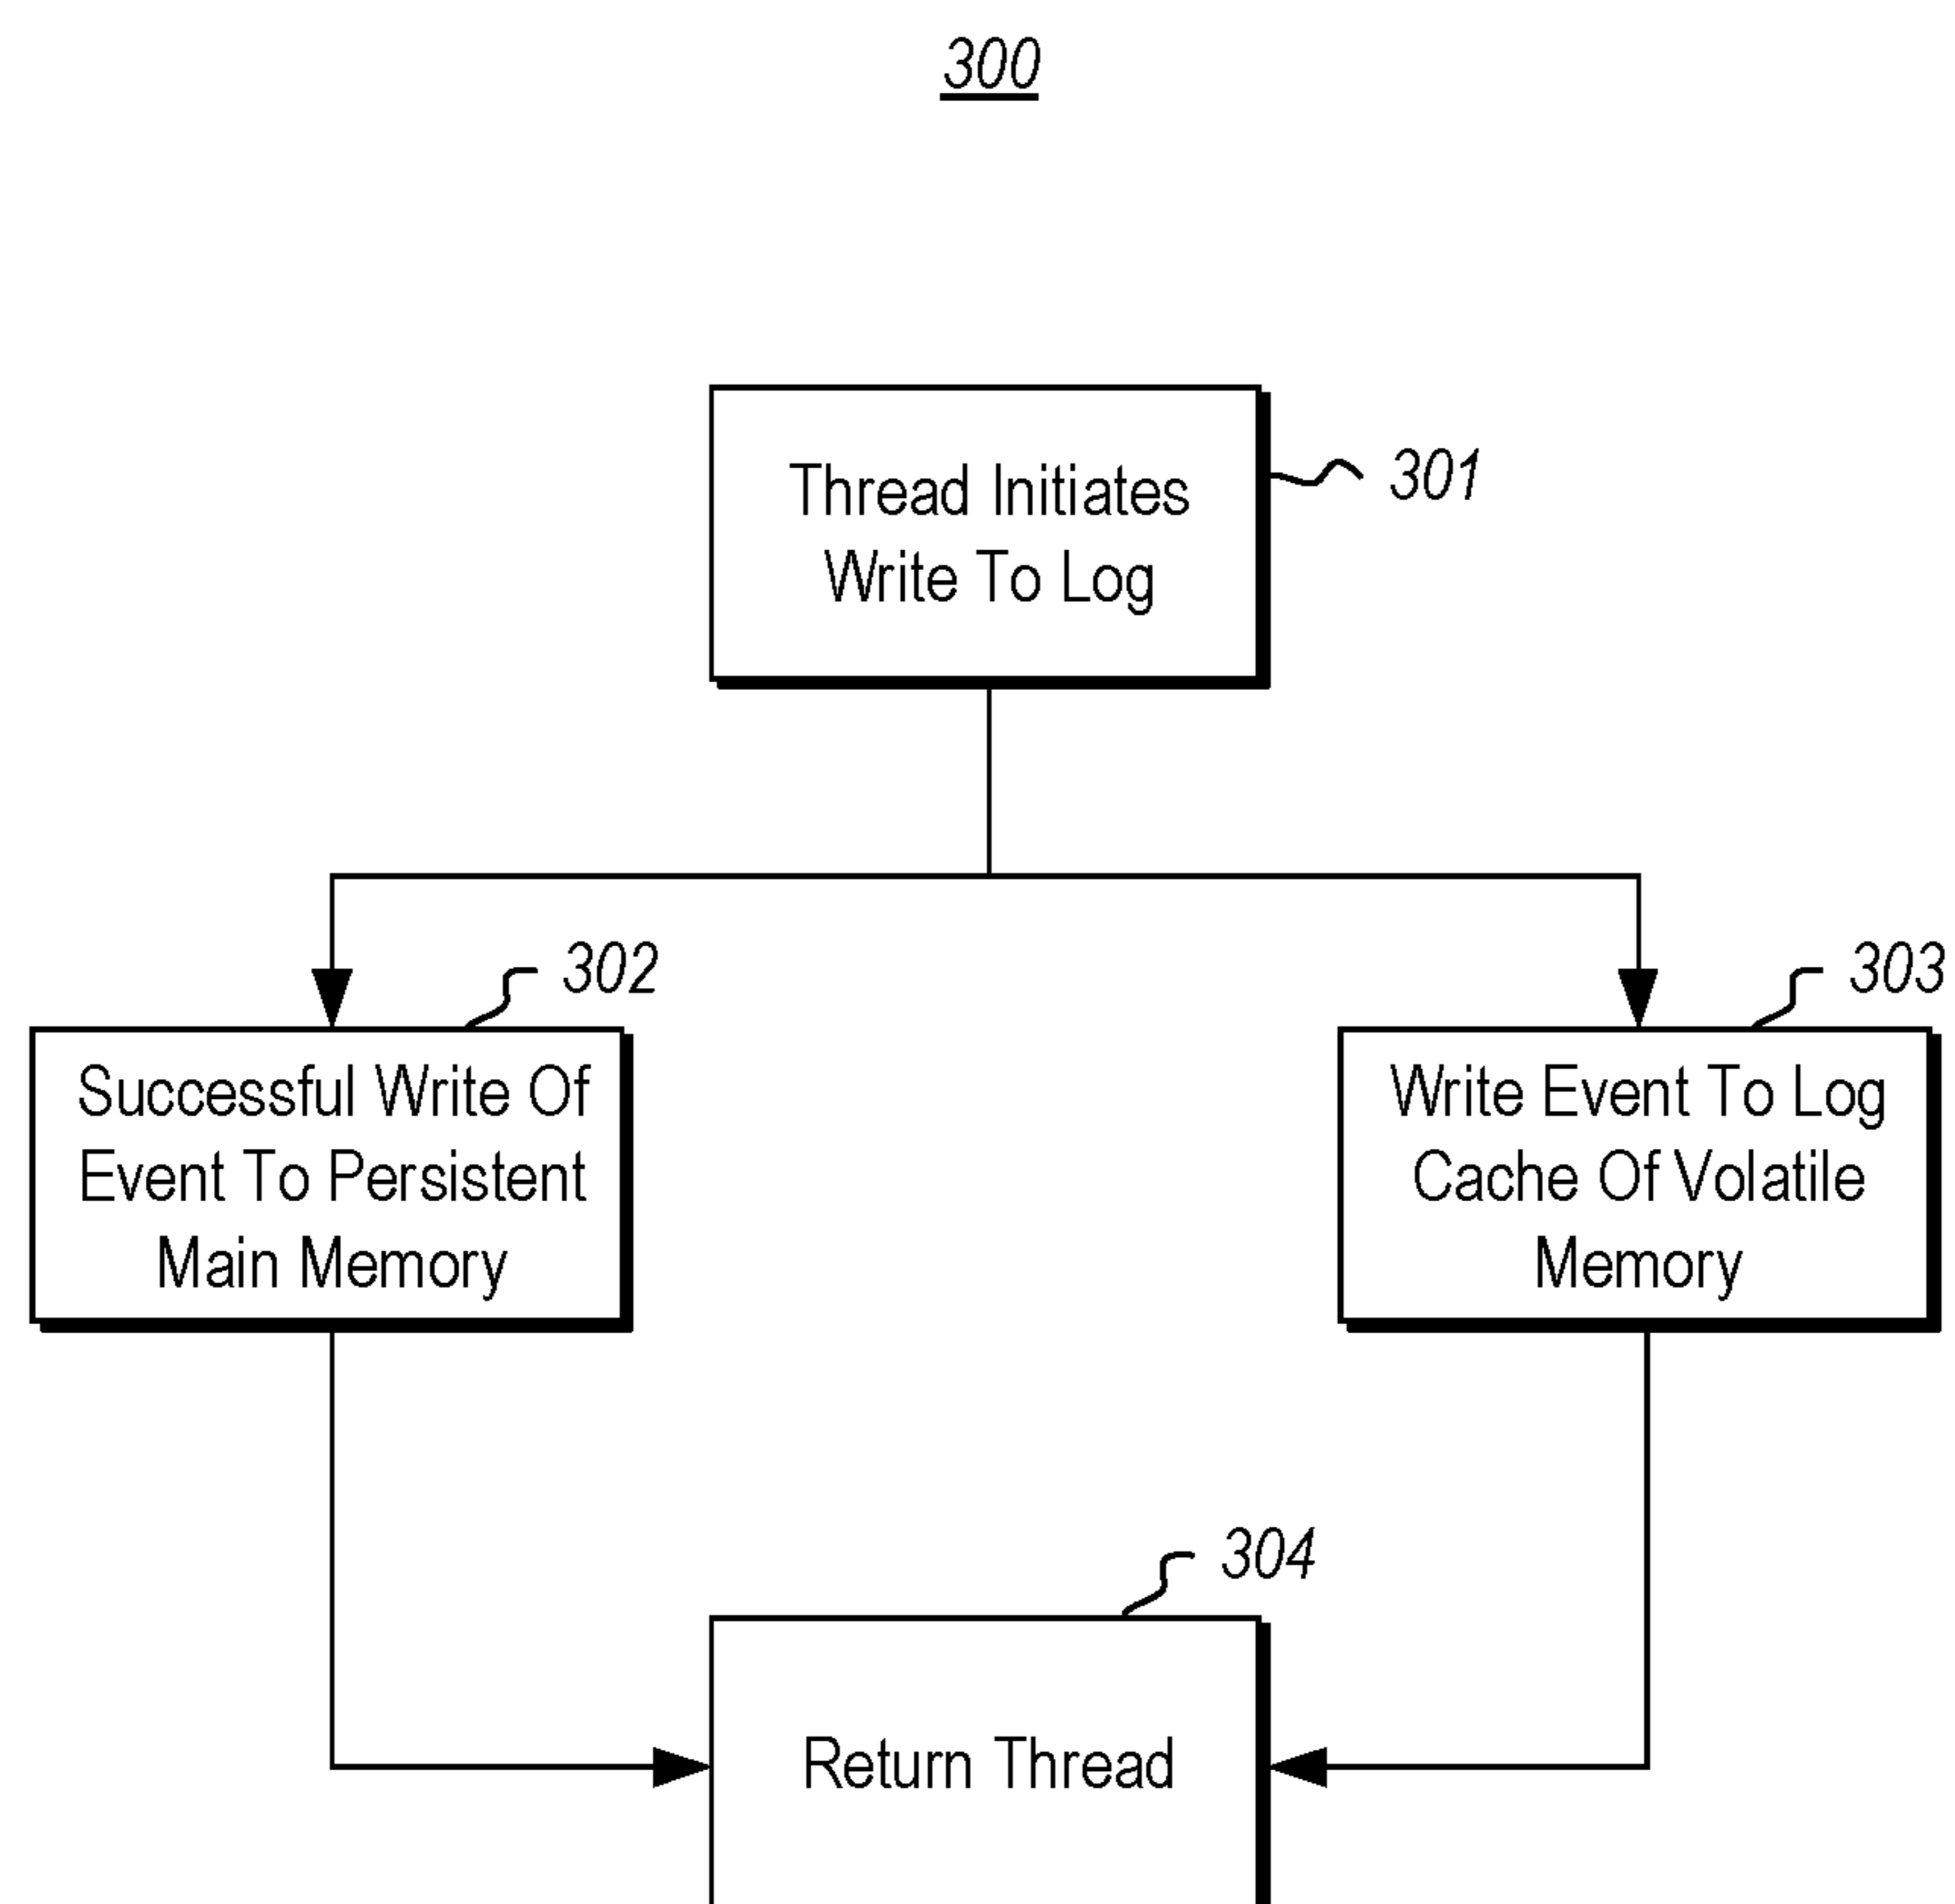 300
Thread Initiates
Write To Log
301
302
303
Successful Write Of
Event To Persistent
Main Memory
Write Event To Log
Cache Of Volatile
Memory
304
Return Thread